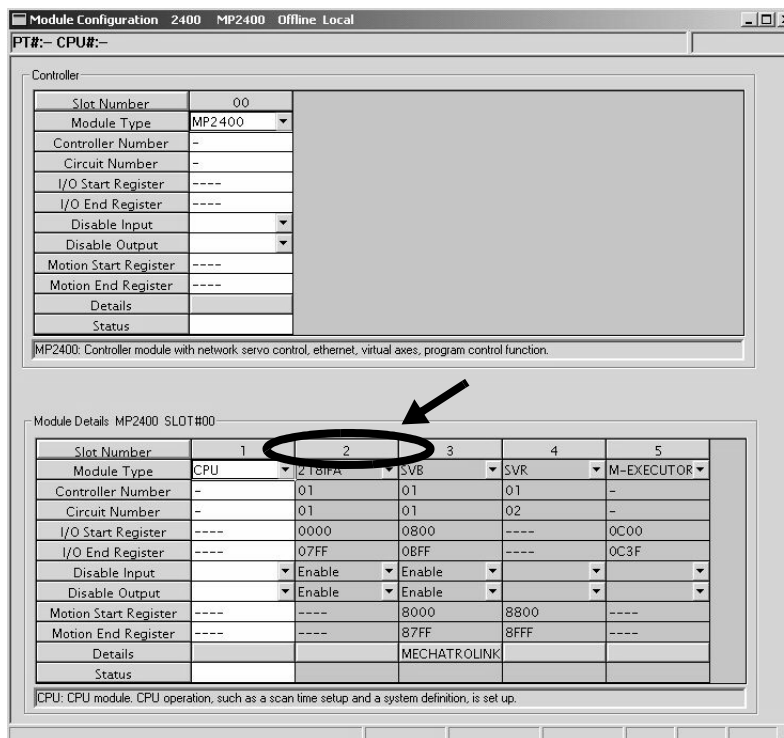 Module Configuration 2400 MP2400 Offline Local
PT#:– CPU#:–
Controller
Slot Number 00
Module Type MP2400
Controller Number -
Circuit Number -
I/O Start Register ----
I/O End Register ----
Disable Input
Disable Output
Motion Start Register ----
Motion End Register ----
Details
Status
MP2400: Controller module with network servo control, ethernet, virtual axes, program control function.
Module Details MP2400 SLOT#00
Slot Number 1 2 3 4 5
Module Type CPU 218IFA SVB SVR M-EXECUTOR
Controller Number - 01 01 01 -
Circuit Number - 01 01 02 -
I/O Start Register ---- 0000 0800 ---- 0C00
I/O End Register ---- 07FF 0BFF ---- 0C3F
Disable Input Enable Enable
Disable Output Enable Enable
Motion Start Register ---- ---- 8000 8800 ----
Motion End Register ---- ---- 87FF 8FFF ----
Details MECHATROLINK
Status
CPU: CPU module. CPU operation, such as a scan time setup and a system definition, is set up.